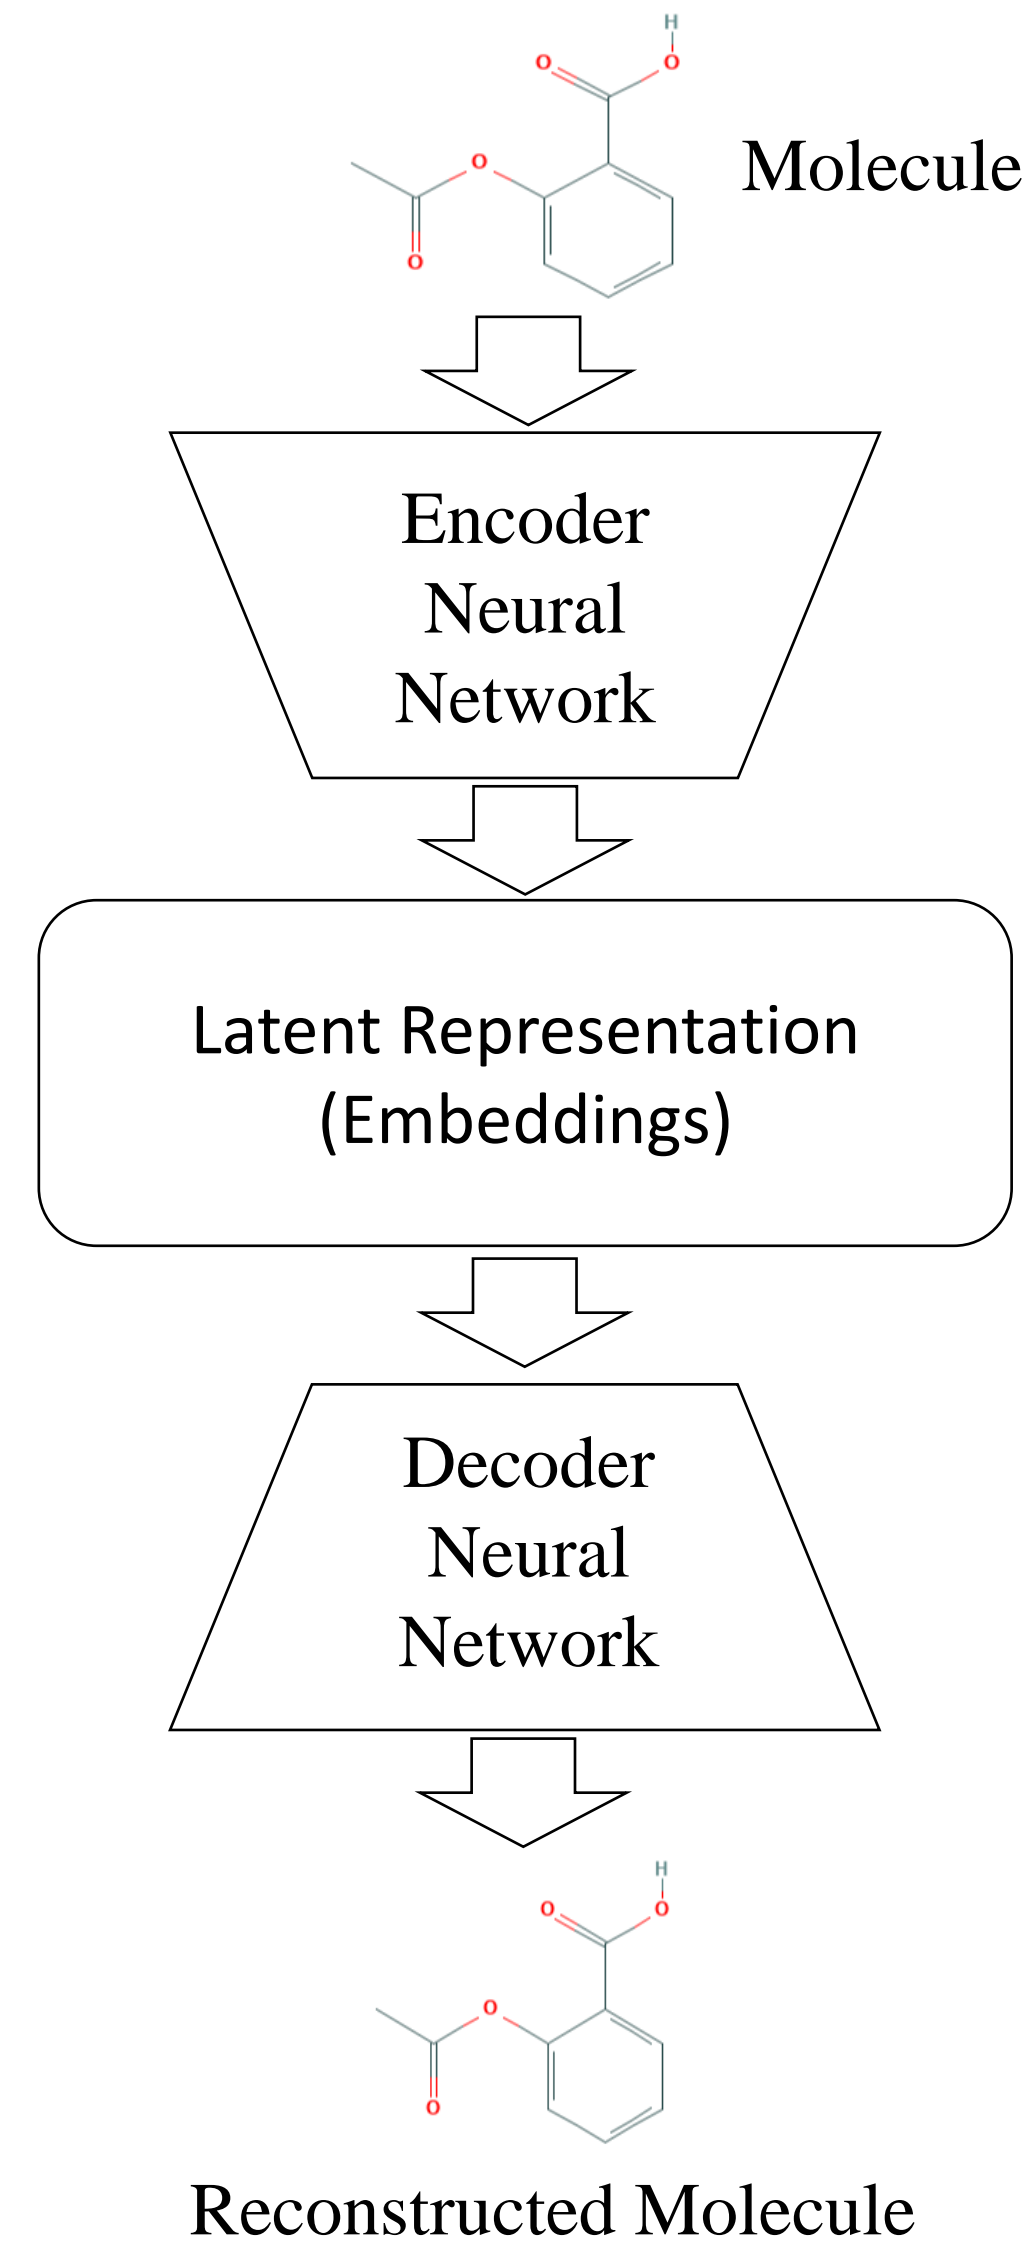 H
O O
Molecule
O
O
Encoder
Neural
Network
Latent Representation
(Embeddings)
Decoder
Neural
Network
H
O O
O
O
Reconstructed Molecule